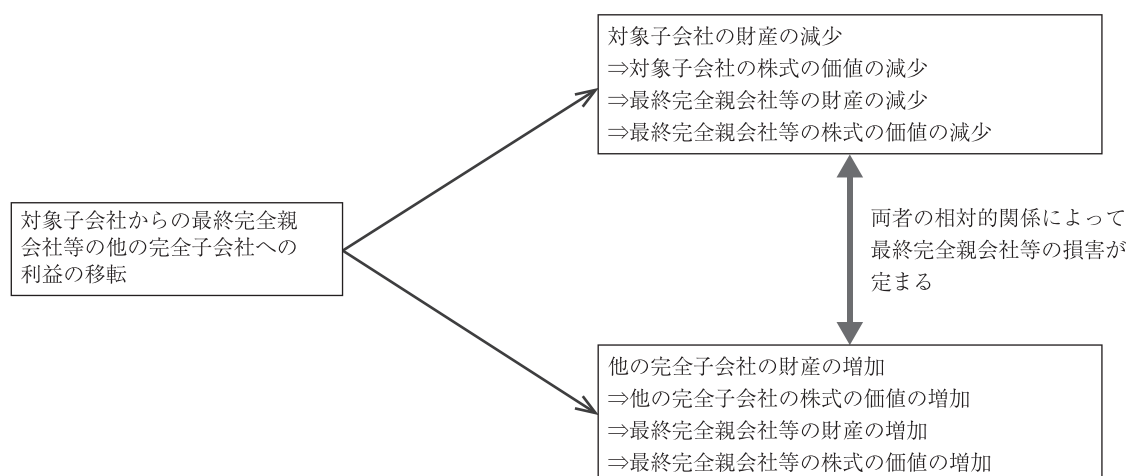 対象子会社の財産の減少
⇒対象子会社の株式の価値の減少
⇒最終完全親会社等の財産の減少
⇒最終完全親会社等の株式の価値の減少
対象子会社からの最終完全親
会社等の他の完全子会社への
利益の移転
両者の相対的関係によって
最終完全親会社等の損害が
定まる
他の完全子会社の財産の増加
⇒他の完全子会社の株式の価値の増加
⇒最終完全親会社等の財産の増加
⇒最終完全親会社等の株式の価値の増加